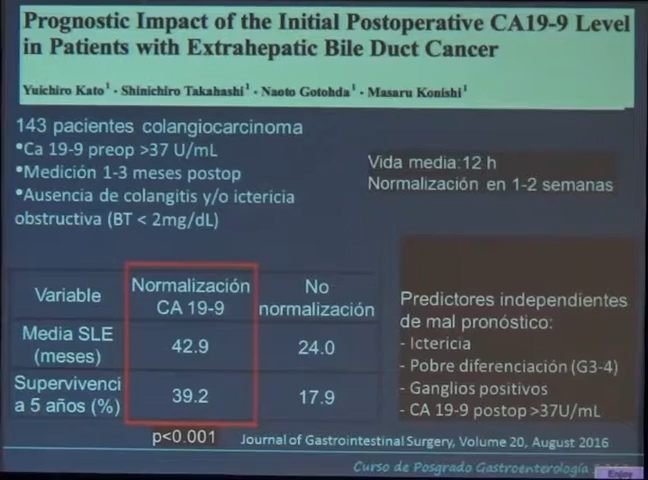 Prognostic Impact of the Initial Postoperative CA19-9 Level
in Patients with Extrahepatic Bile Duct Cancer
Yuichiro Kato¹ · Shinichiro Takahashi¹ · Naoto Gotohda¹ · Masaru Konishi¹
143 pacientes colangiocarcinoma
•Ca 19-9 preop >37 U/mL
•Medición 1-3 meses postop
•Ausencia de colangitis y/o ictericia
obstructiva (BT < 2mg/dL)
Vida media:12 h
Normalización en 1-2 semanas
Variable
Normalización
CA 19-9
No
normalización
Media SLE
(meses)
42.9
24.0
Supervivenci
a 5 años (%)
39.2
17.9
p<0.001
Predictores independientes
de mal pronóstico:
- Ictericia
- Pobre diferenciación (G3-4)
- Ganglios positivos
- CA 19-9 postop >37U/mL
Journal of Gastrointestinal Surgery, Volume 20, August 2016
Curso de Posgrado Gastroenterología
Enjoy